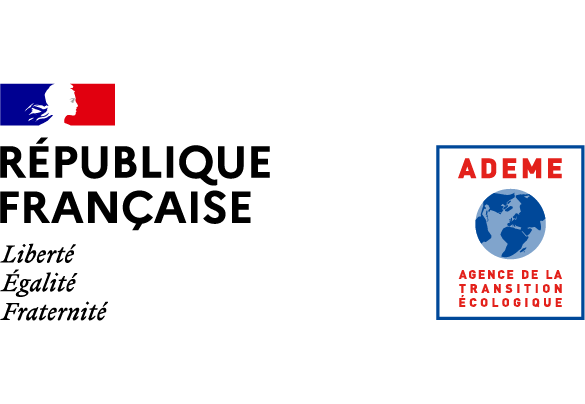 RÉPUBLIQUE
FRANÇAISE
Liberté
Égalité
Fraternité
ADEME
AGENCE DE LA
TRANSITION
ÉCOLOGIQUE